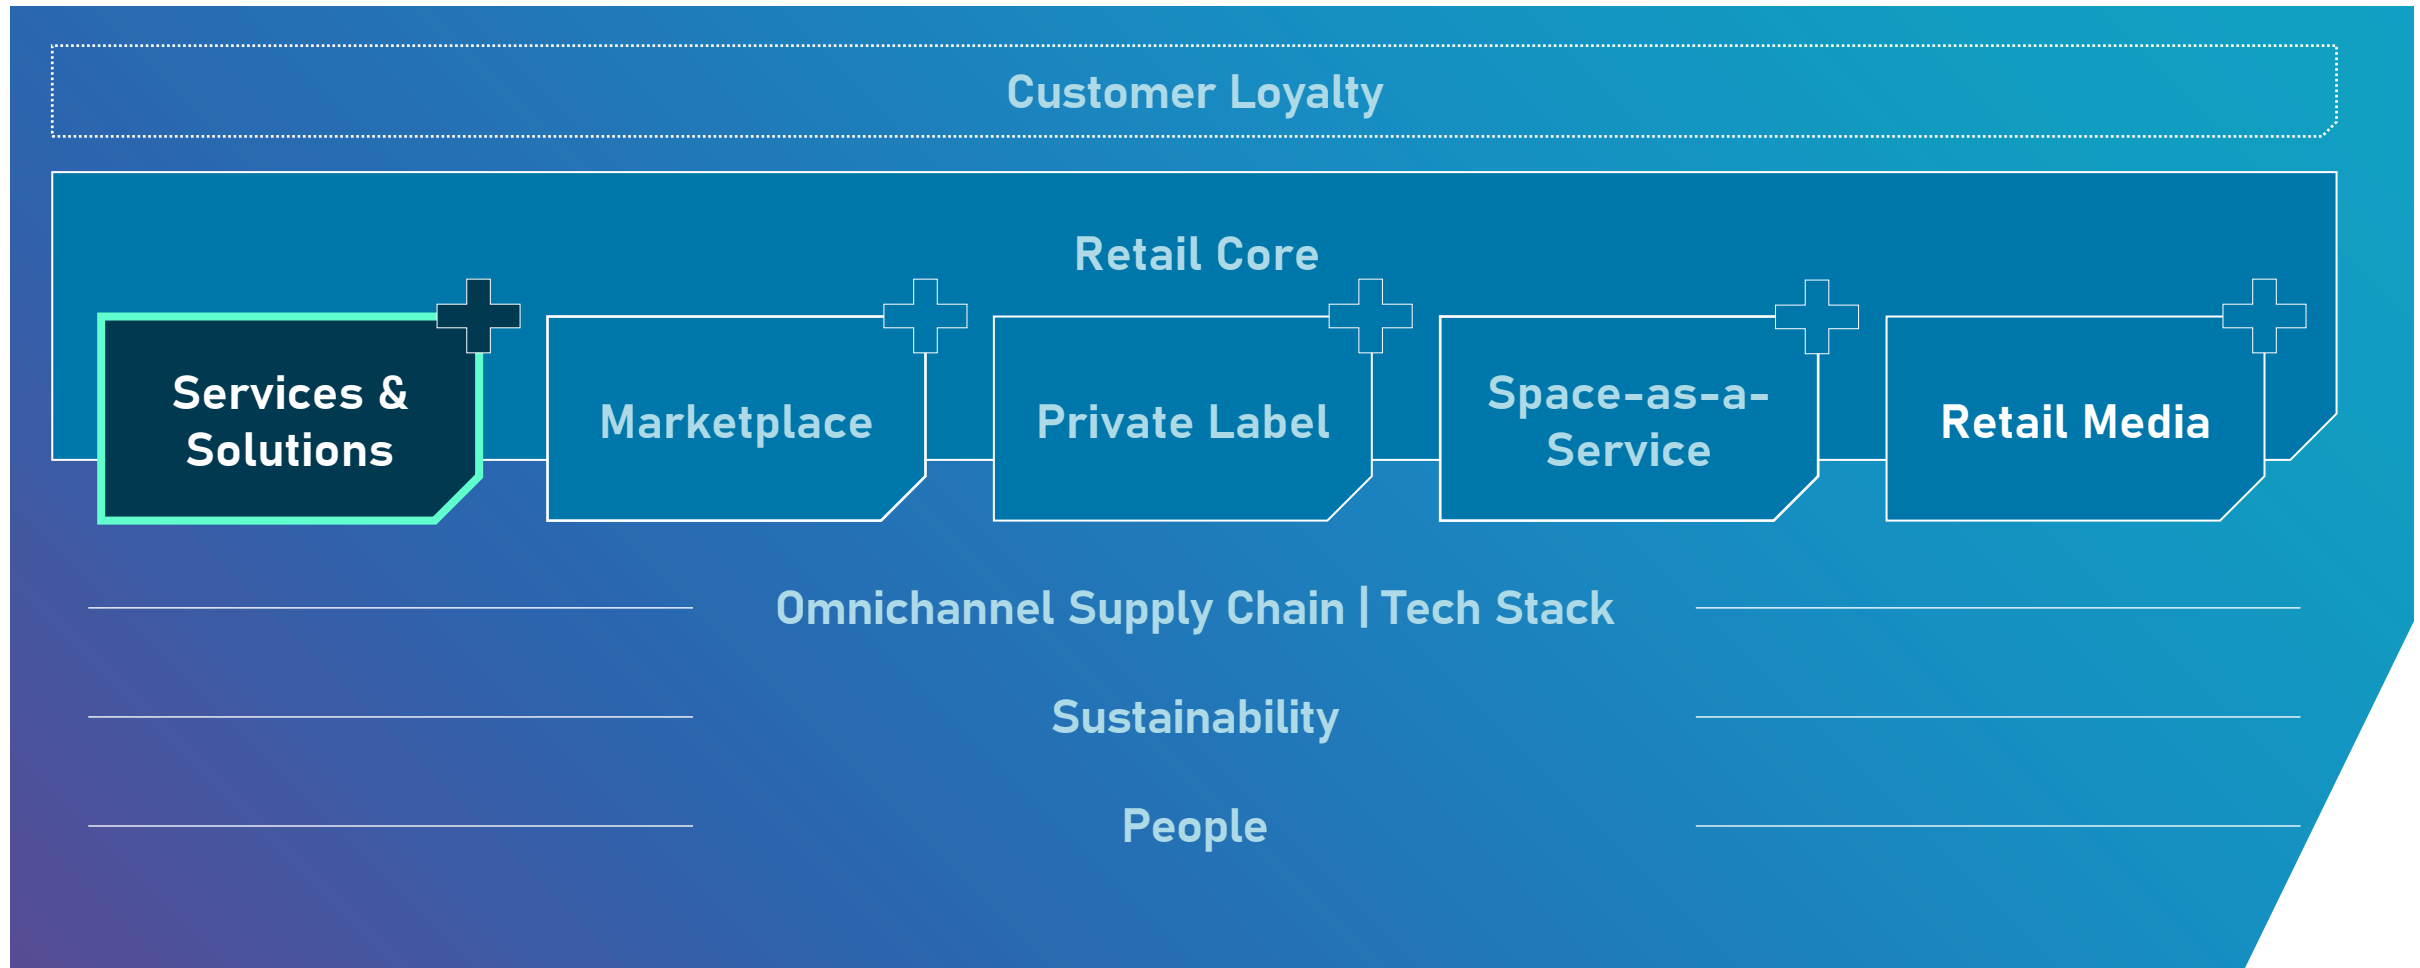 Customer Loyalty
Retail Core
Services &
Solutions
Marketplace
Private Label
Space-as-a-
Service
Retail Media
Omnichannel Supply Chain | Tech Stack
Sustainability
People